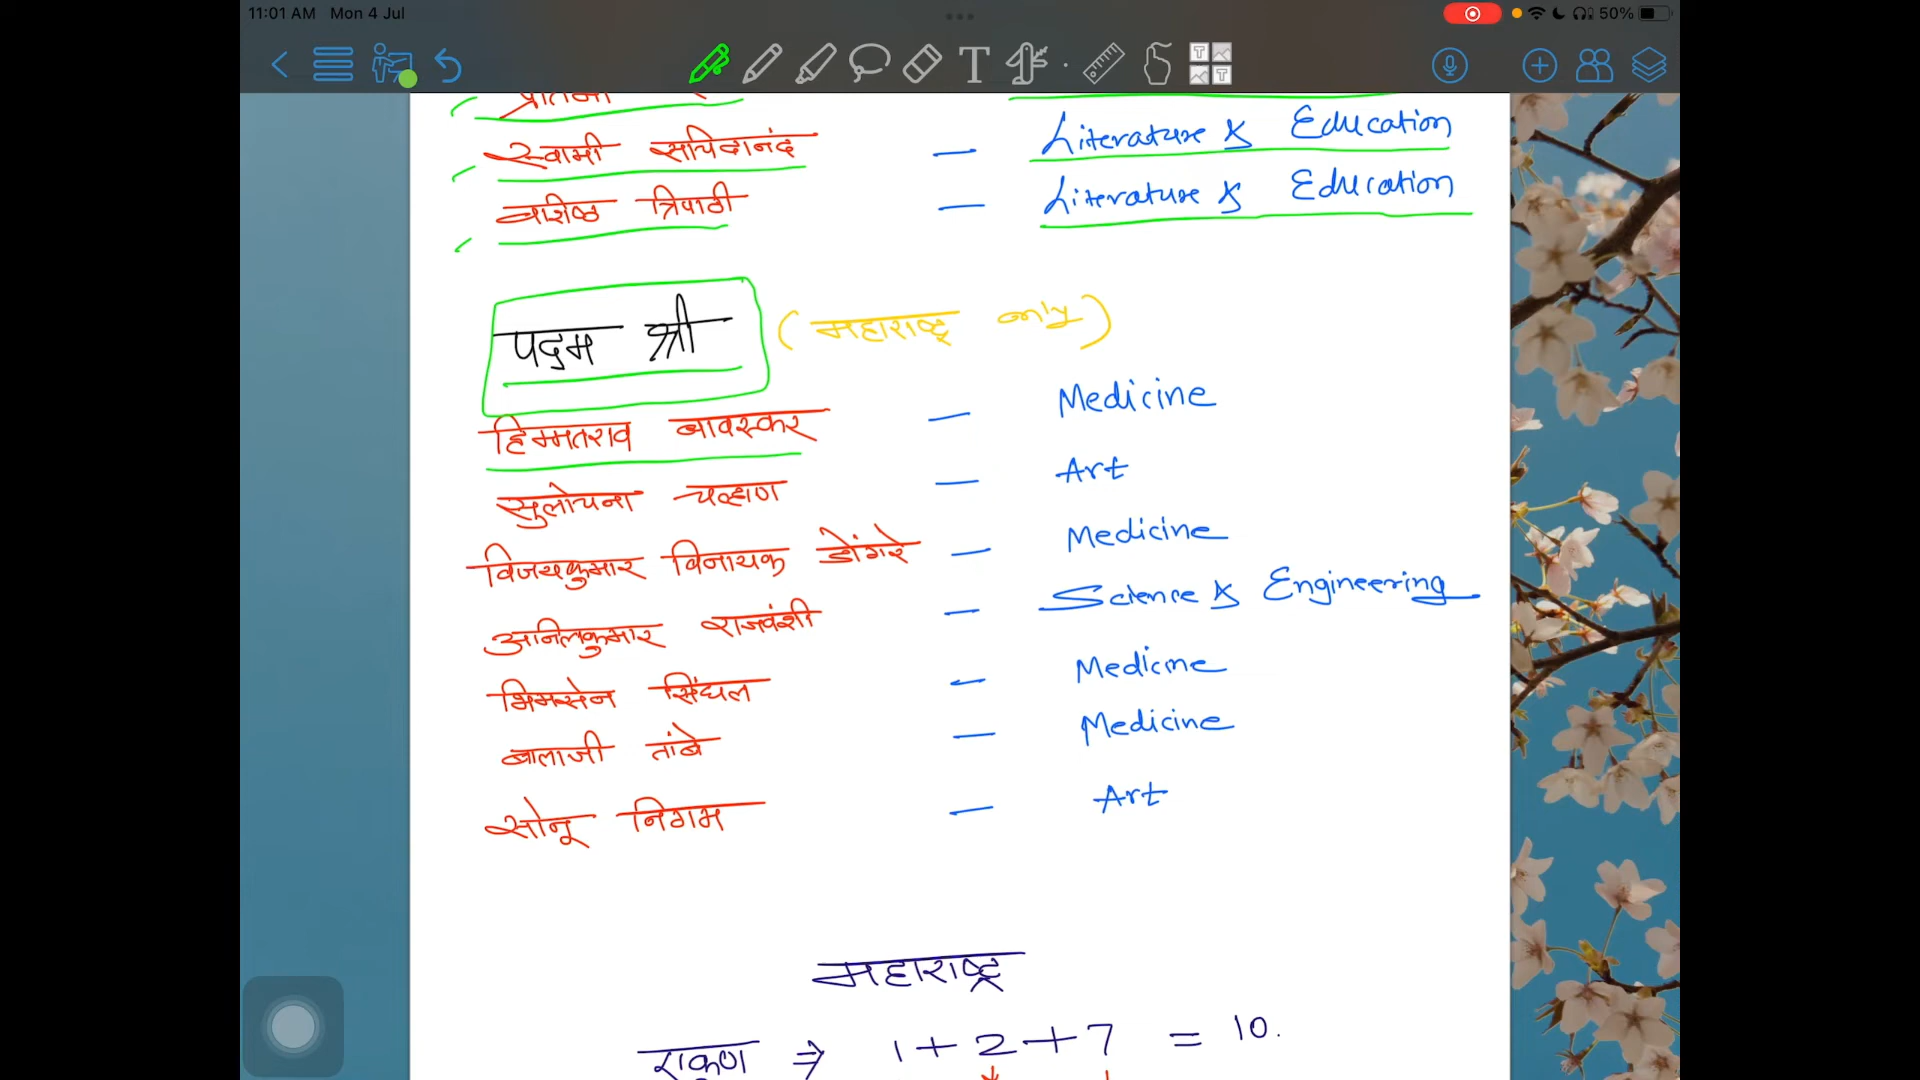 11:01 AM Mon 4 Jul 50%
स्वामी सचिदानंद — Literature & Education
वाशिष्ठ त्रिपाठी — Literature & Education
पदम श्री (महाराष्ट्र only)
हिम्मतराव बावस्कर — Medicine
सुलोचना चव्हाण — Art
विजयकुमार विनायक डोंगरे — Medicine
अनिलकुमार राजवंशी — Science & Engineering
भिमसेन सिंघल — Medicine
बालाजी तांबे — Medicine
सोनू निगम — Art
महाराष्ट्र
एकुण ⇒ 1 + 2 + 7 = 10.